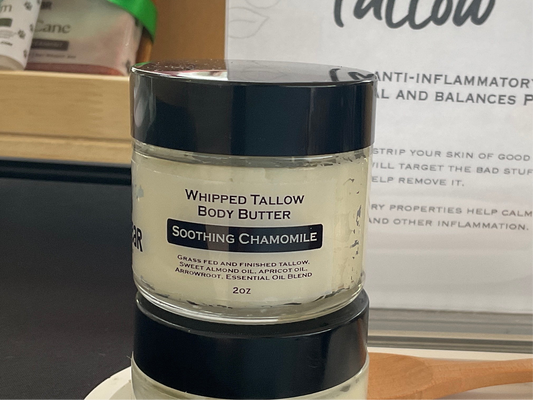 Tallow
ANTI-INFLAMMATORY
AL AND BALANCES P
STRIP YOUR SKIN OF GOOD
WILL TARGET THE BAD STUF
ELP REMOVE IT.
RY PROPERTIES HELP CALM
AND OTHER INFLAMMATION.
WHIPPED TALLOW
BODY BUTTER
SOOTHING CHAMOMILE
GRASS FED AND FINISHED TALLOW,
SWEET ALMOND OIL, APRICOT OIL,
ARROWROOT, ESSENTIAL OIL BLEND
2OZ